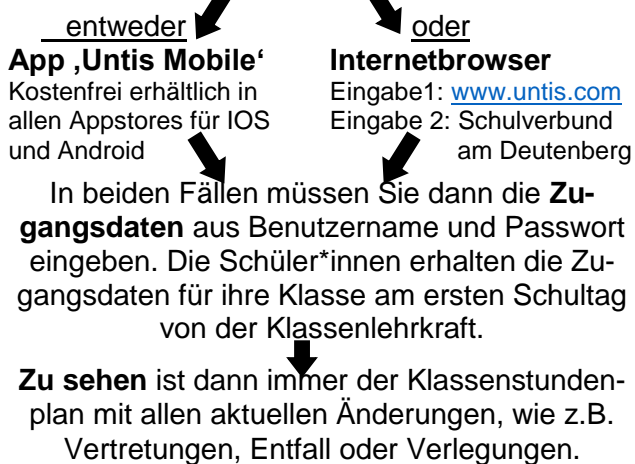 entweder oder
App ‚Untis Mobile‘ Internetbrowser
Kostenfrei erhältlich in Eingabe1: www.untis.com
allen Appstores für IOS Eingabe 2: Schulverbund
und Android am Deutenberg
In beiden Fällen müssen Sie dann die Zu-
gangsdaten aus Benutzername und Passwort
eingeben. Die Schüler*innen erhalten die Zu-
gangsdaten für ihre Klasse am ersten Schultag
von der Klassenlehrkraft.
Zu sehen ist dann immer der Klassenstunden-
plan mit allen aktuellen Änderungen, wie z.B.
Vertretungen, Entfall oder Verlegungen.